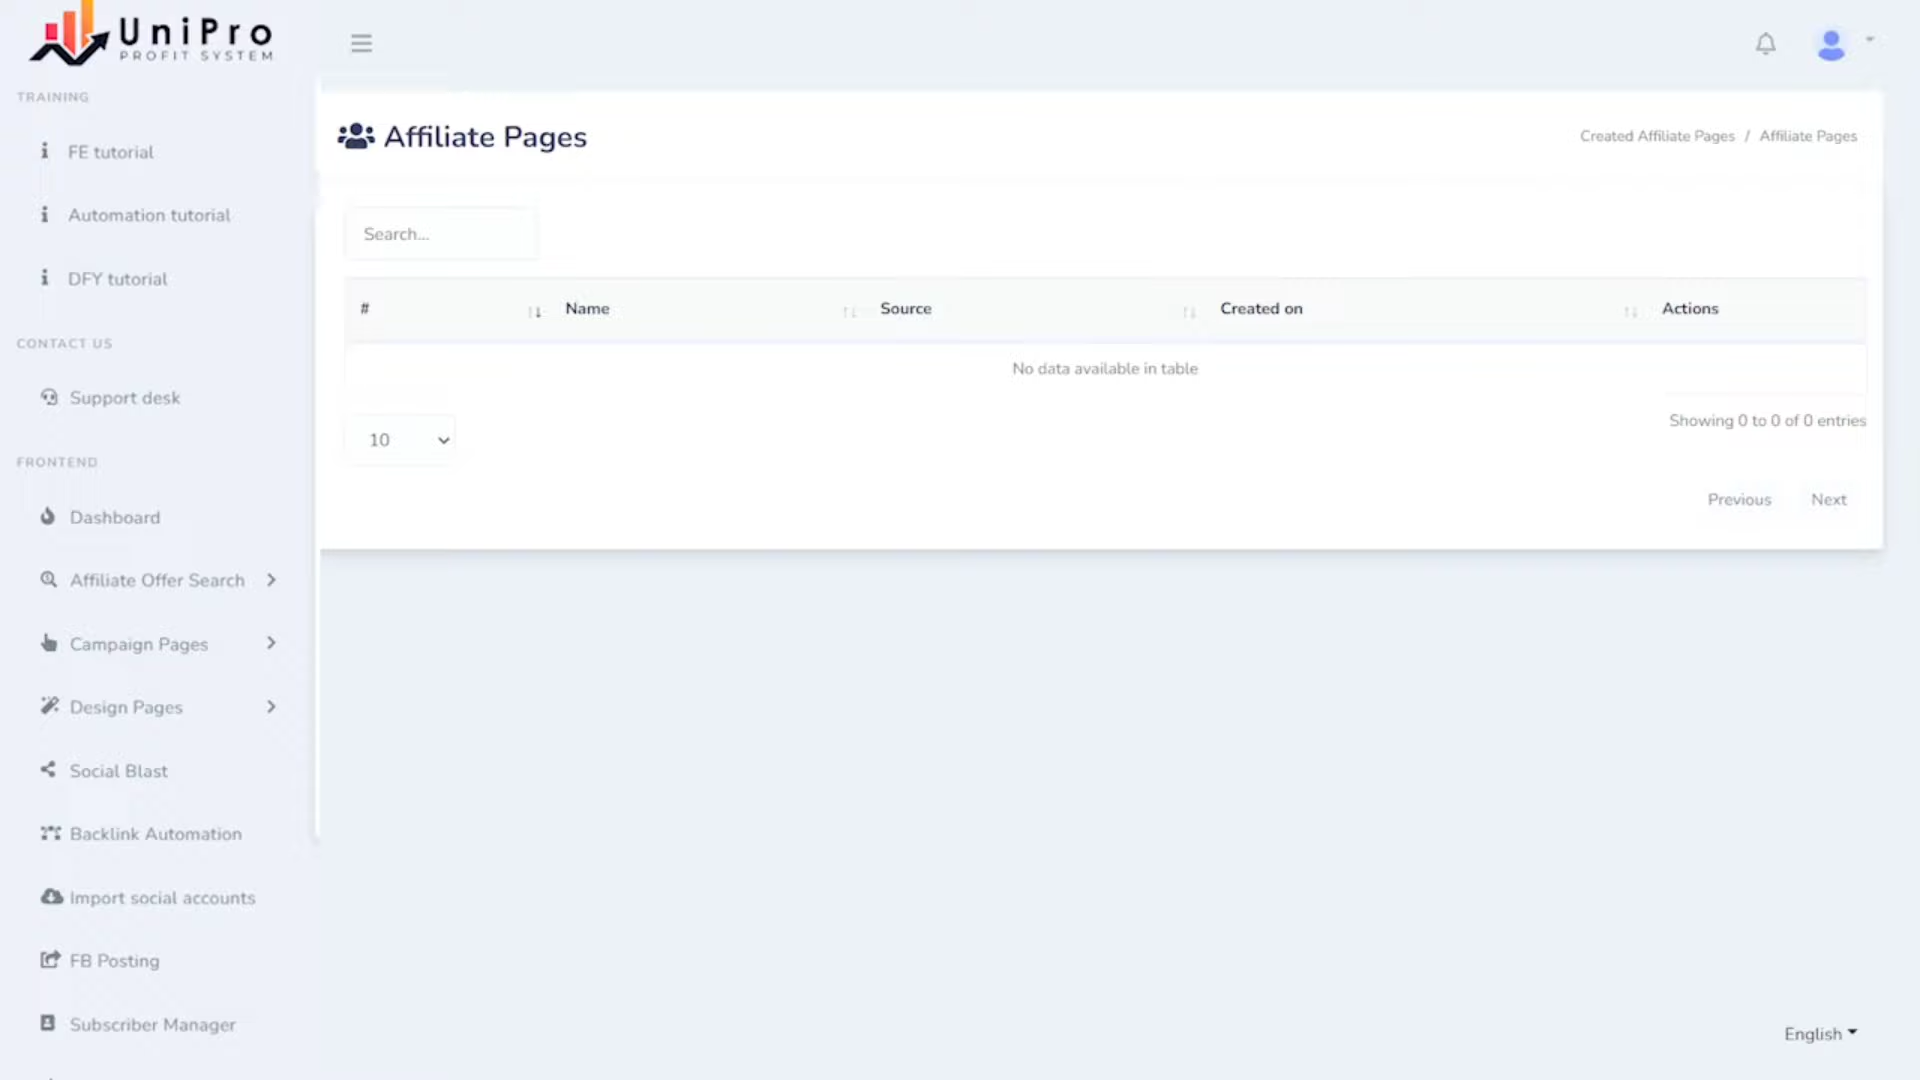 UniPro
PROFIT SYSTEM
TRAINING
FE tutorial
Automation tutorial
DFY tutorial
CONTACT US
Support desk
FRONTEND
Dashboard
Affiliate Offer Search
Campaign Pages
Design Pages
Social Blast
Backlink Automation
Import social accounts
FB Posting
Subscriber Manager
Affiliate Pages
Created Affiliate Pages / Affiliate Pages
Search...
# Name Source Created on Actions
No data available in table
Showing 0 to 0 of 0 entries
10
Previous Next
English